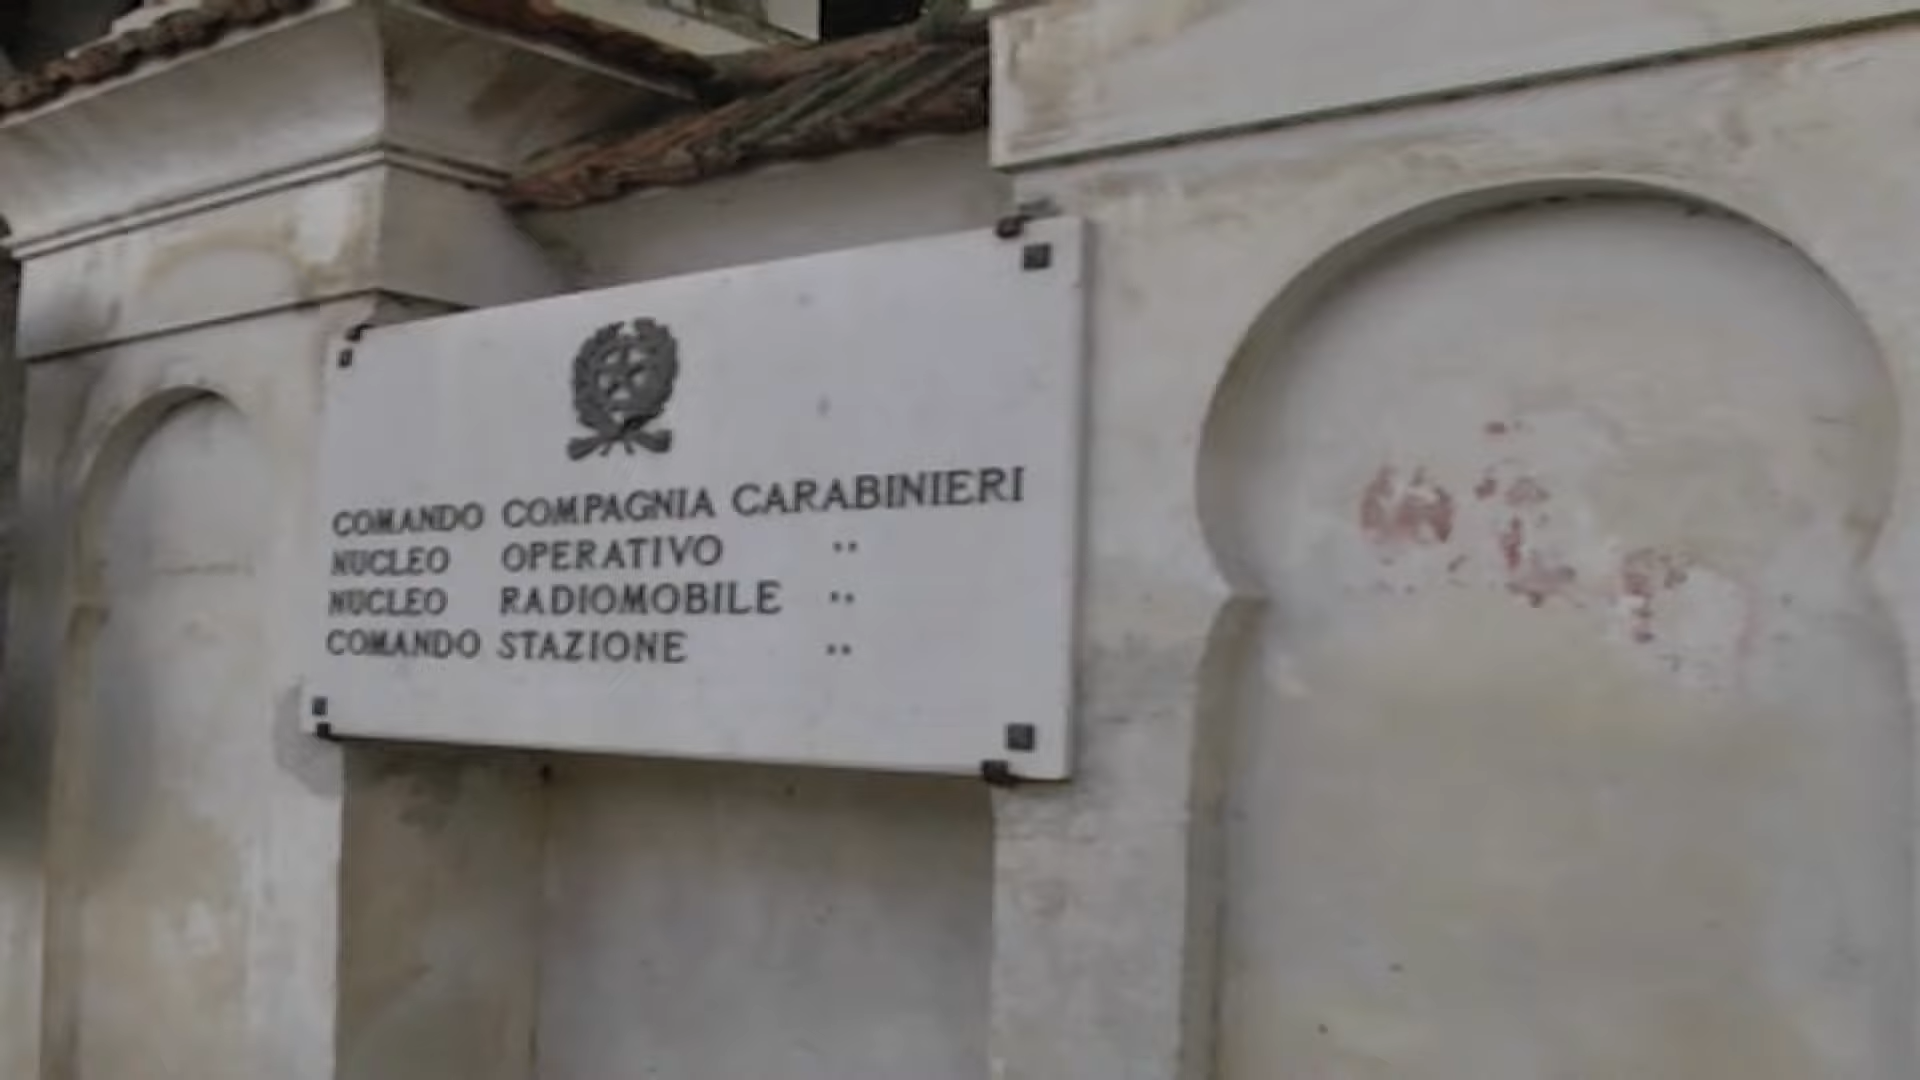 COMANDO COMPAGNIA CARABINIERI
NUCLEO OPERATIVO ''
NUCLEO RADIOMOBILE ''
COMANDO STAZIONE ''